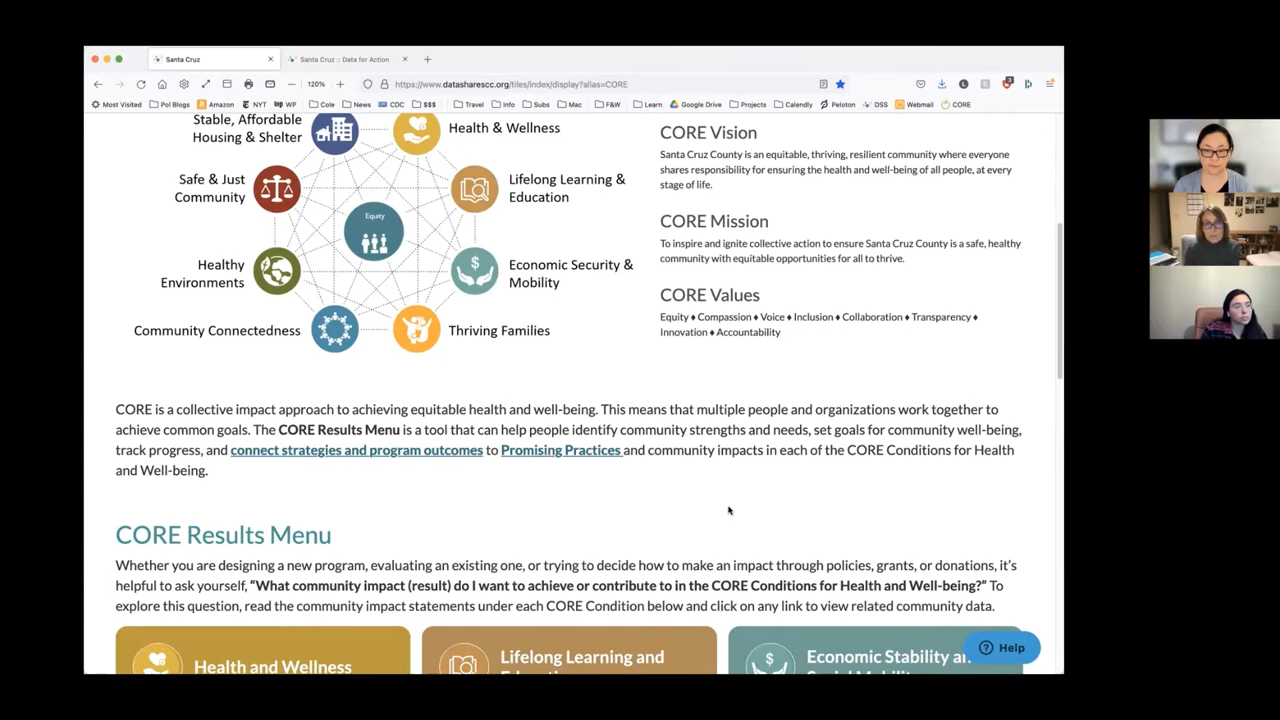 Santa Cruz
Santa Cruz :: Data for Action
120%
https://www.datasharescc.org/tiles/index/display?alias=CORE
3
Most Visited Pol Blogs Amazon NYT WP Cole News CDC $$$ Travel Info Subs Mac F&W Learn Google Drive Projects Calendly Peloton DSS Webmail CORE
Stable, Affordable
Housing & Shelter
Health & Wellness
Safe & Just
Community
Lifelong Learning &
Education
Equity
Healthy
Environments
Economic Security &
Mobility
Community Connectedness
Thriving Families
CORE Vision
Santa Cruz County is an equitable, thriving, resilient community where everyone
shares responsibility for ensuring the health and well-being of all people, at every
stage of life.
CORE Mission
To inspire and ignite collective action to ensure Santa Cruz County is a safe, healthy
community with equitable opportunities for all to thrive.
CORE Values
Equity ♦ Compassion ♦ Voice ♦ Inclusion ♦ Collaboration ♦ Transparency ♦
Innovation ♦ Accountability
CORE is a collective impact approach to achieving equitable health and well-being. This means that multiple people and organizations work together to
achieve common goals. The CORE Results Menu is a tool that can help people identify community strengths and needs, set goals for community well-being,
track progress, and connect strategies and program outcomes to Promising Practices and community impacts in each of the CORE Conditions for Health
and Well-being.
CORE Results Menu
Whether you are designing a new program, evaluating an existing one, or trying to decide how to make an impact through policies, grants, or donations, it's
helpful to ask yourself, “What community impact (result) do I want to achieve or contribute to in the CORE Conditions for Health and Well-being?” To
explore this question, read the community impact statements under each CORE Condition below and click on any link to view related community data.
Health and Wellness
Lifelong Learning and
Economic Stability
Help